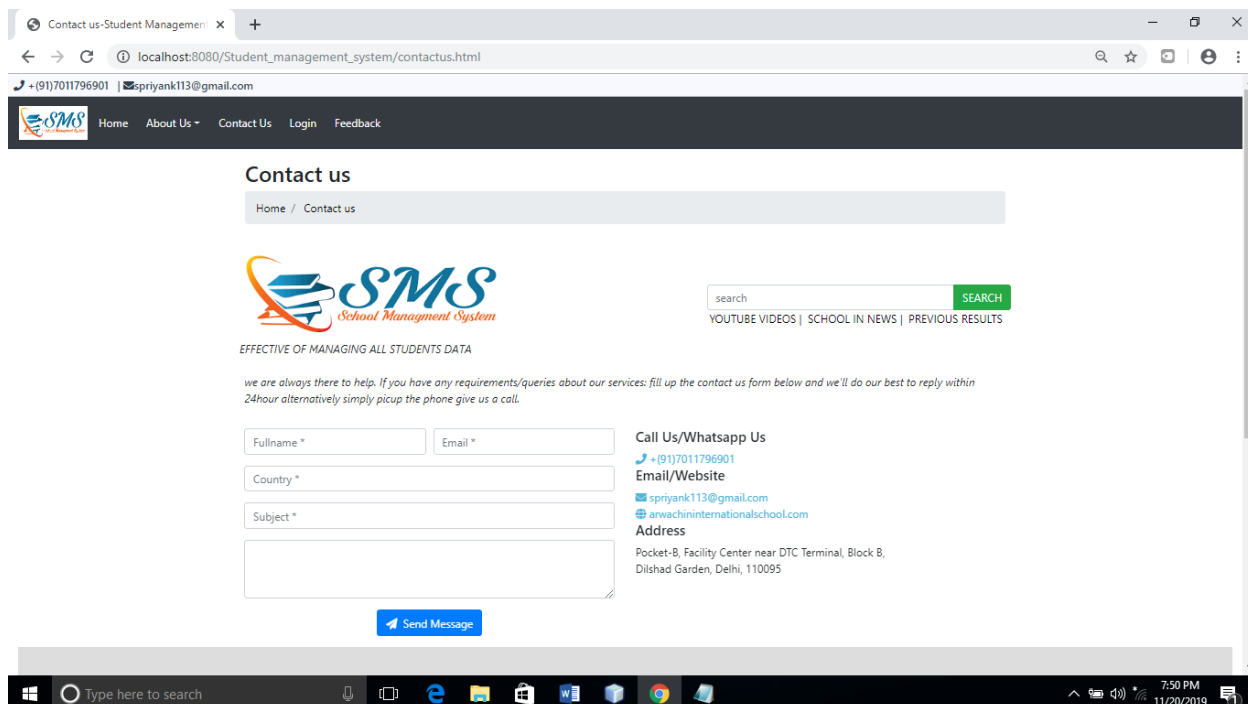 Contact us-Student Management
localhost:8080/Student_management_system/contactus.html
+(91)7011796901 | spriyank113@gmail.com
SMS Home About Us Contact Us Login Feedback
Contact us
Home / Contact us
SMS
School Managment System
search SEARCH
YOUTUBE VIDEOS | SCHOOL IN NEWS | PREVIOUS RESULTS
EFFECTIVE OF MANAGING ALL STUDENTS DATA
we are always there to help. If you have any requirements/queries about our services: fill up the contact us form below and we'll do our best to reply within
24hour alternatively simply picup the phone give us a call.
Fullname * Email *
Country *
Subject *
Send Message
Call Us/Whatsapp Us
+(91)7011796901
Email/Website
spriyank113@gmail.com
arwachininternationalschool.com
Address
Pocket-B, Facility Center near DTC Terminal, Block B,
Dilshad Garden, Delhi, 110095
Type here to search
7:50 PM
11/20/2019